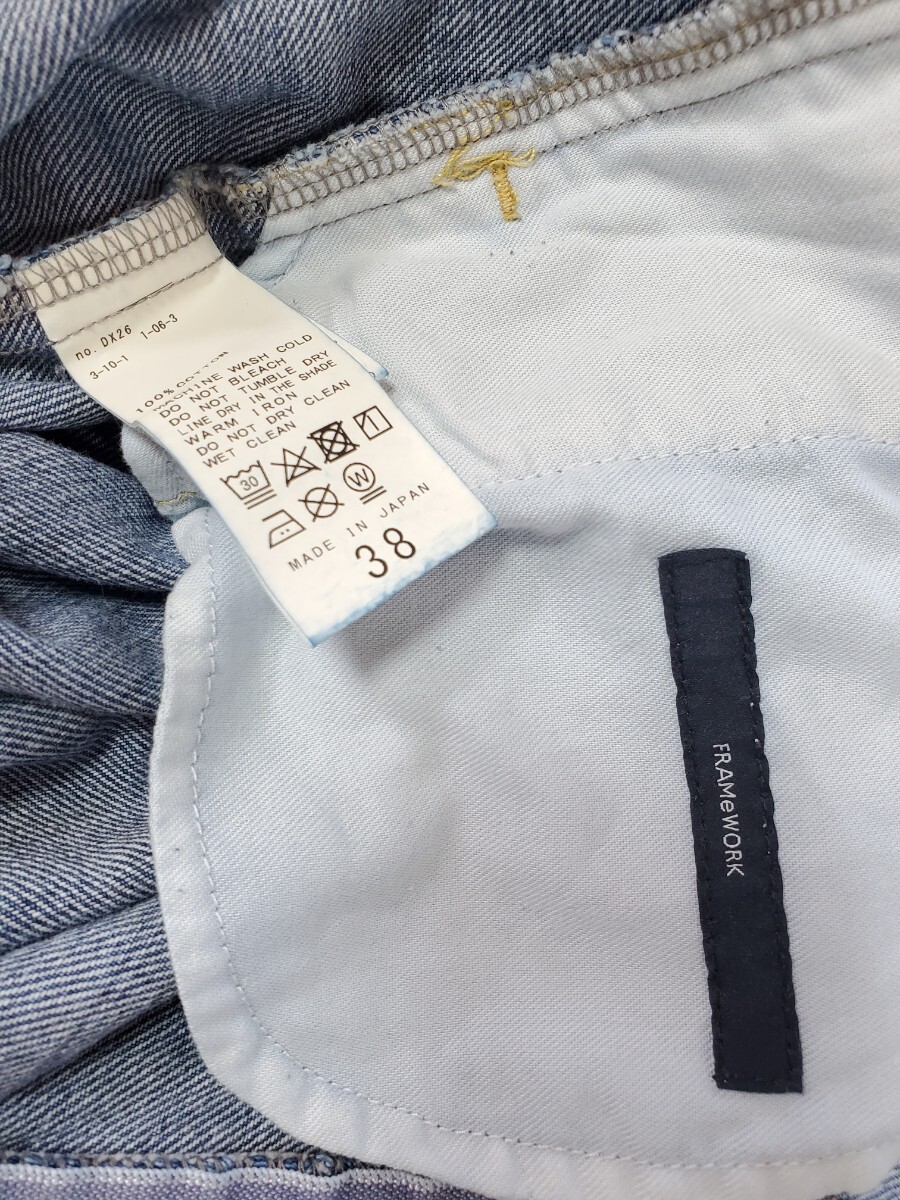 no. DX26
3-10-1 1-06-3
100% COTTON
MACHINE WASH COLD
DO NOT BLEACH
DO NOT TUMBLE DRY
LINE DRY IN THE SHADE
WARM IRON
DO NOT DRY CLEAN
WET CLEAN
30
W
MADE IN JAPAN
38
FRAMeWORK